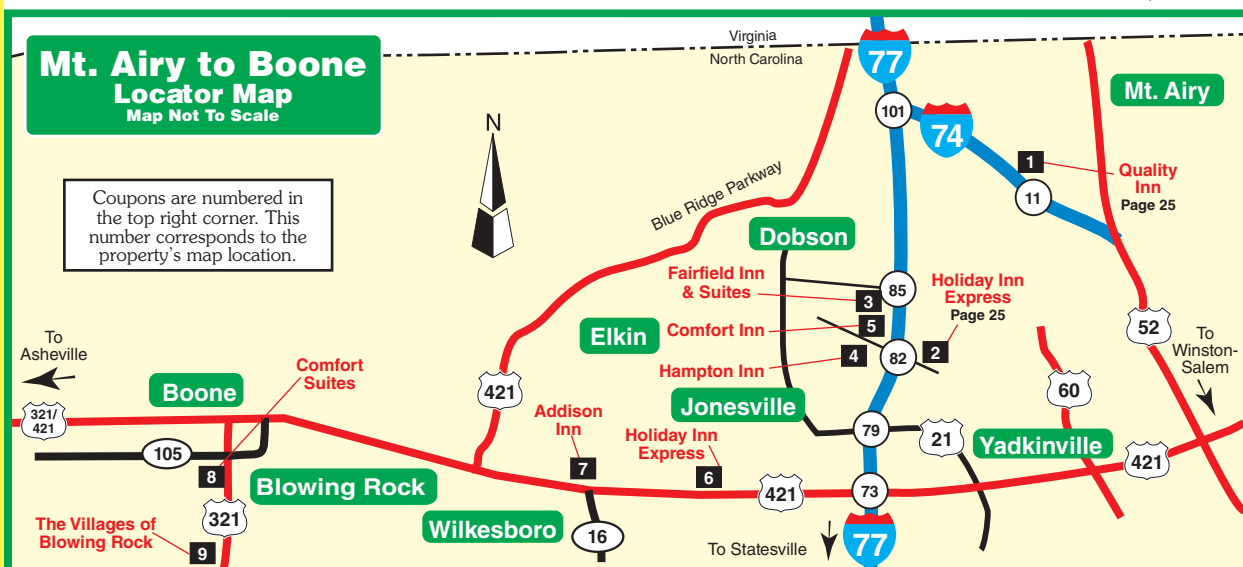 Virginia
North Carolina
Mt. Airy to Boone
Locator Map
Map Not To Scale
N
77
101
74
Mt. Airy
1
Quality
Inn
Page 25
11
Coupons are numbered in
the top right corner. This
number corresponds to the
property's map location.
Blue Ridge Parkway
Dobson
Fairfield Inn
& Suites
3
85
Holiday Inn
Express
Page 25
Elkin
Comfort Inn
5
4
82
2
Hampton Inn
52
To
Winston-
Salem
To
Asheville
Comfort
Suites
Boone
421
60
Jonesville
321/
421
Addison
Inn
Holiday Inn
Express
79
21
Yadkinville
105
8
Blowing Rock
7
6
421
73
421
321
The Villages of
Blowing Rock
9
Wilkesboro
16
To Statesville
77